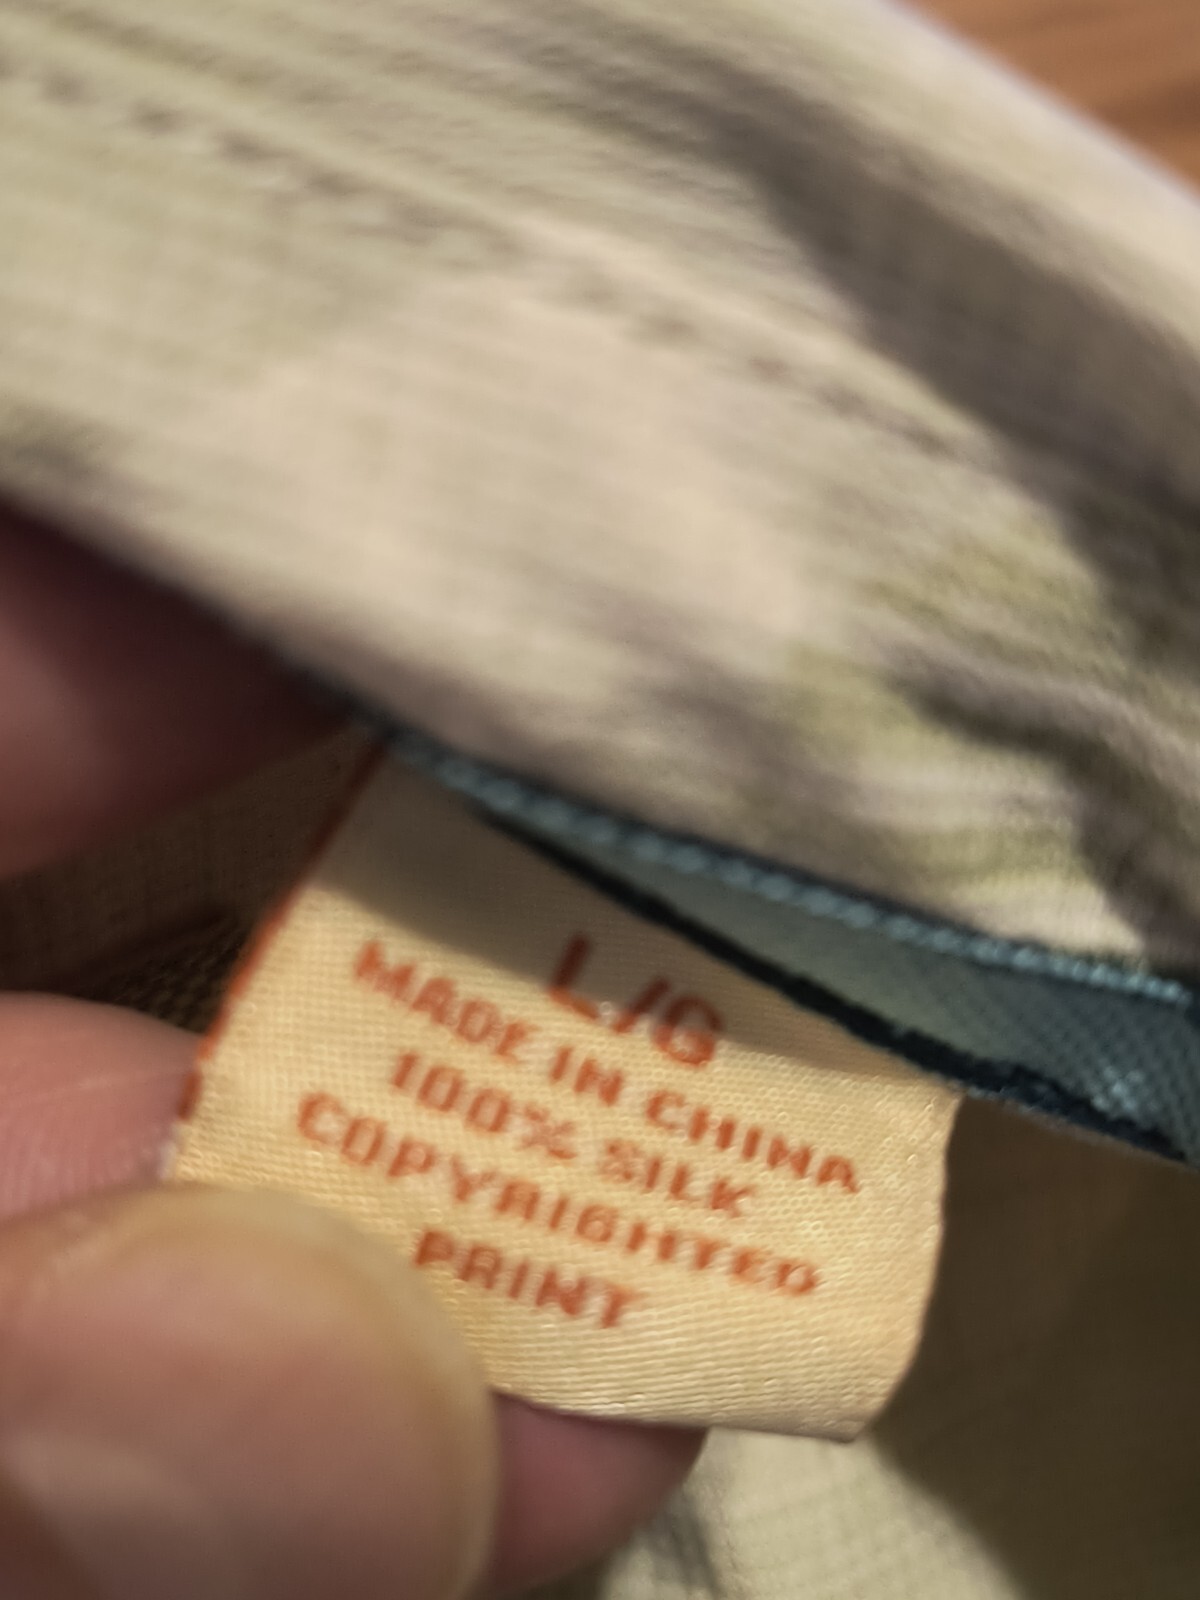 L/G
MADE IN CHINA
100% SILK
COPYRIGHTED
PRINT